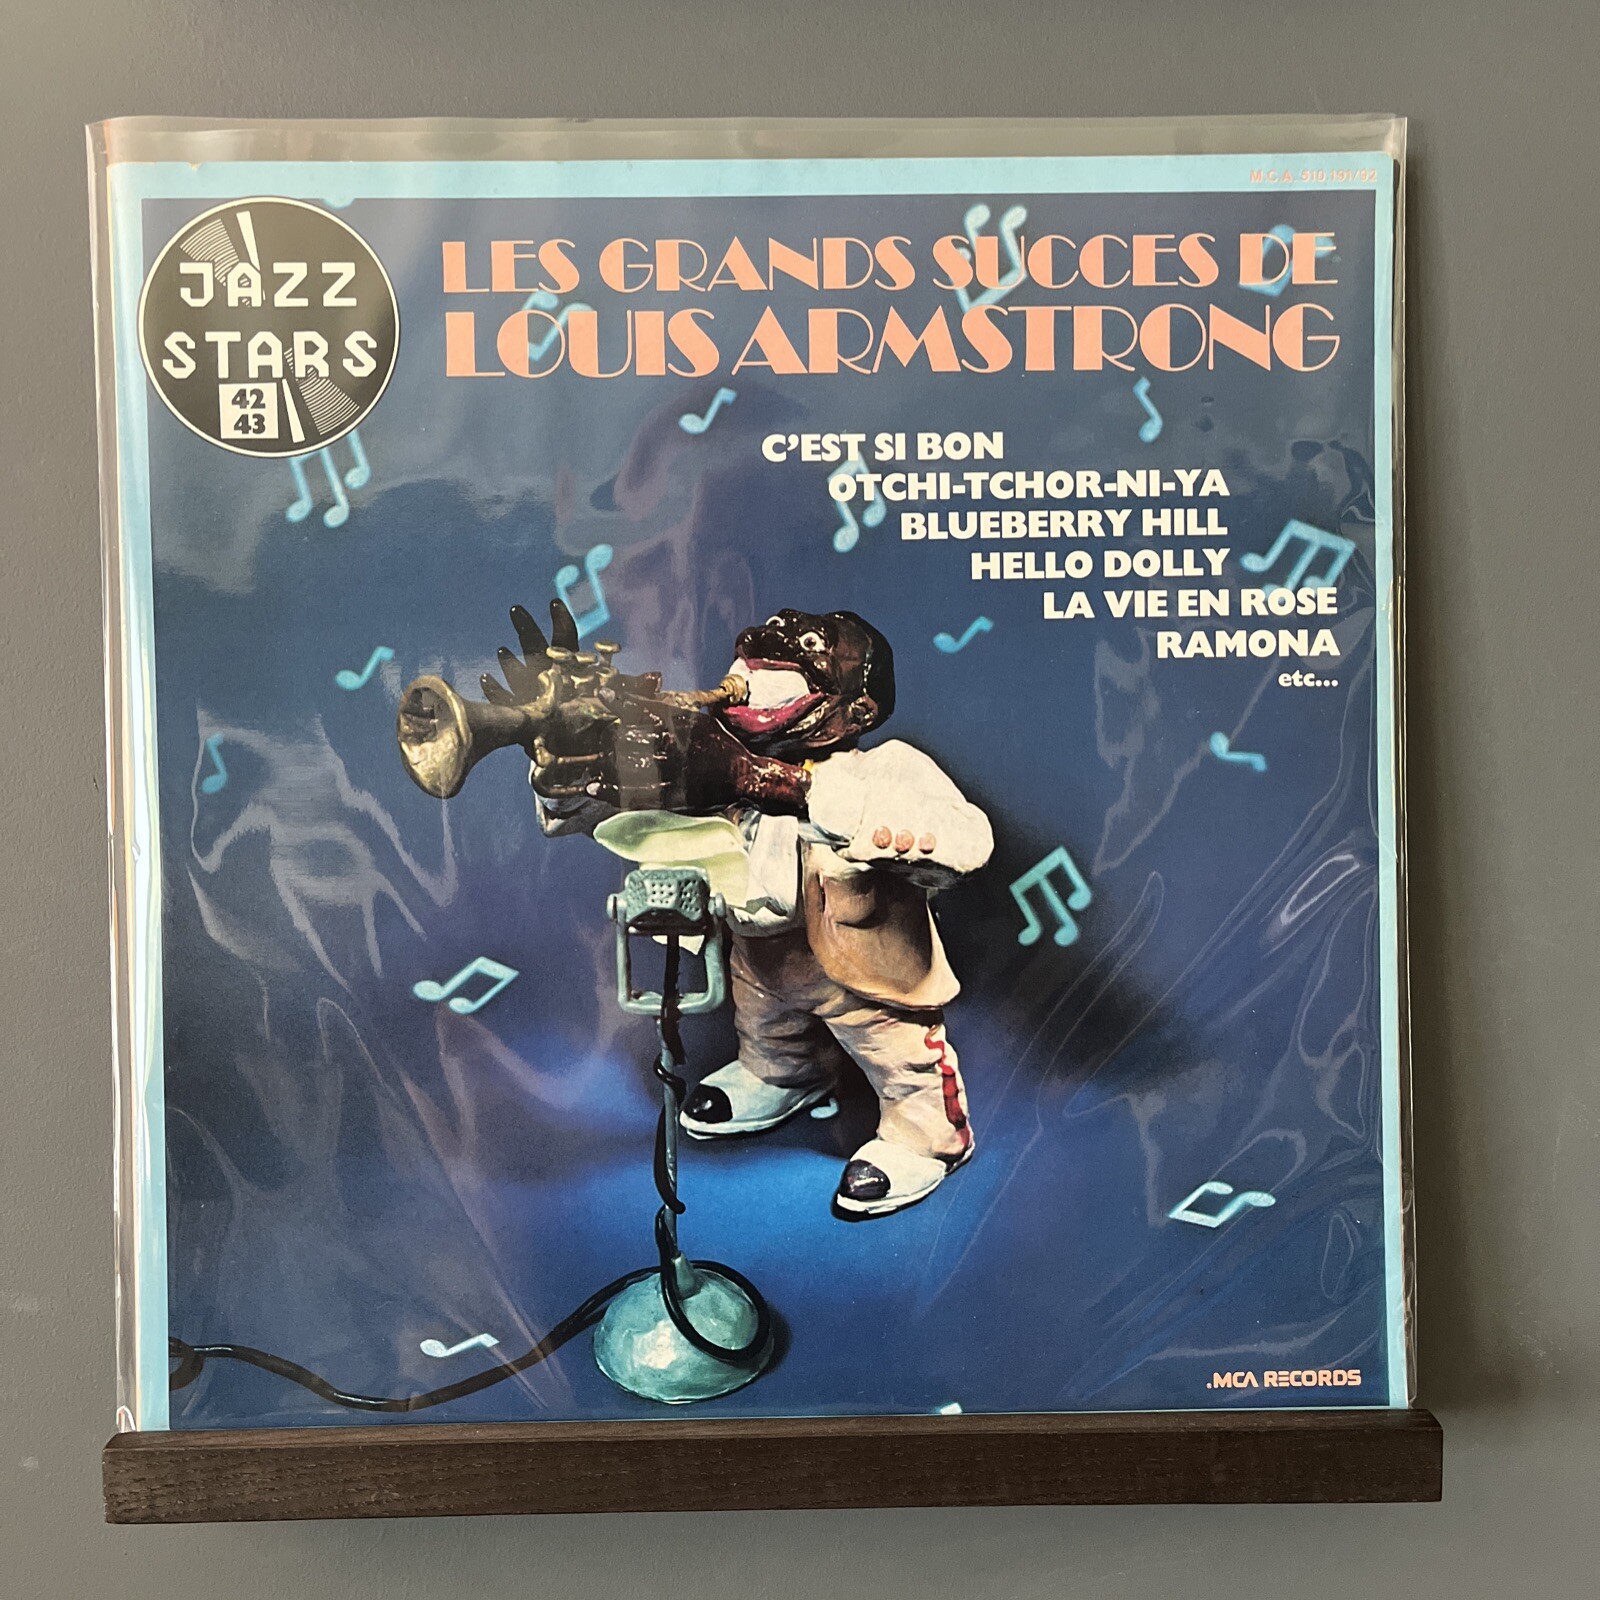 M.C.A. 510.191/92
JAZZ
STARS
42
43
LES GRANDS SUCCES DE
LOUIS ARMSTRONG
C'EST SI BON
OTCHI-TCHOR-NI-YA
BLUEBERRY HILL
HELLO DOLLY
LA VIE EN ROSE
RAMONA
etc...
.MCA RECORDS